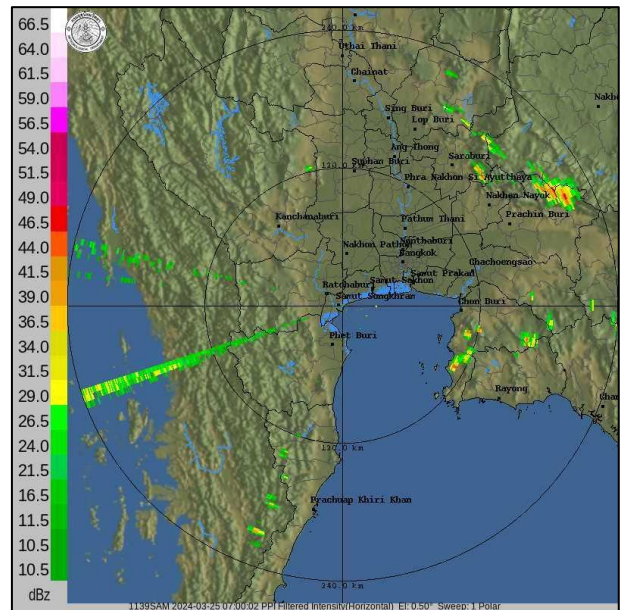 66.5
64.0
61.5
59.0
56.5
54.0
51.5
49.0
46.5
44.0
41.5
39.0
36.5
34.0
31.5
29.0
26.5
24.0
21.5
16.5
11.5
10.5
dBz
240.0 km
Uthai Thani
Chainat
Sing Buri
Lop Buri
Ang Thong
Saraburi
120.0 km
Suphan Buri
Phra Nakhon Si Ayutthaya
Nakhon Nayok
Kanchanaburi
Pathum Thani
Prachin Buri
Nonthaburi
Nakhon Pathom
Bangkok
Chachoengsao
Samut Prakan
Samut Sakhon
Ratchaburi
Samut Songkhram
Chon Buri
Phet Buri
Rayong
120.0 km
Prachuap Khiri Khan
240.0 km
1139SAM 2024-03-25 07:00:02 PPI Filtered Intensity(Horizontal) El: 0.50° Sweep: 1 Polar